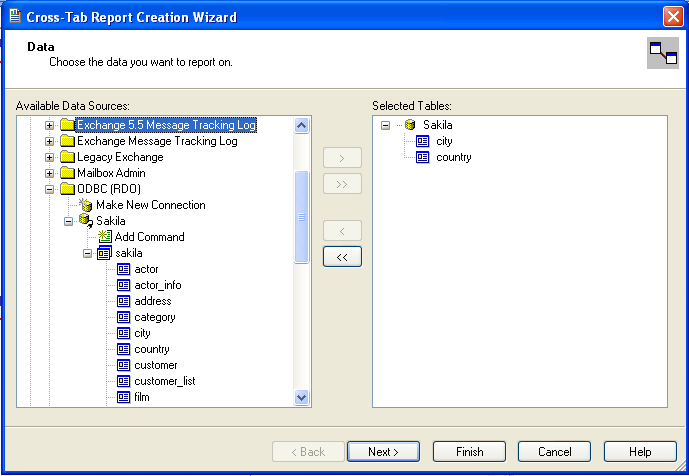 Cross-Tab Report Creation Wizard
Data
Choose the data you want to report on.
Available Data Sources:
Exchange 5.5 Message Tracking Log
Exchange Message Tracking Log
Legacy Exchange
Mailbox Admin
ODBC (RDO)
Make New Connection
Sakila
Add Command
sakila
actor
actor_info
address
category
city
country
customer
customer_list
film
>
>>
<
<<
Selected Tables:
Sakila
city
country
< Back
Next >
Finish
Cancel
Help